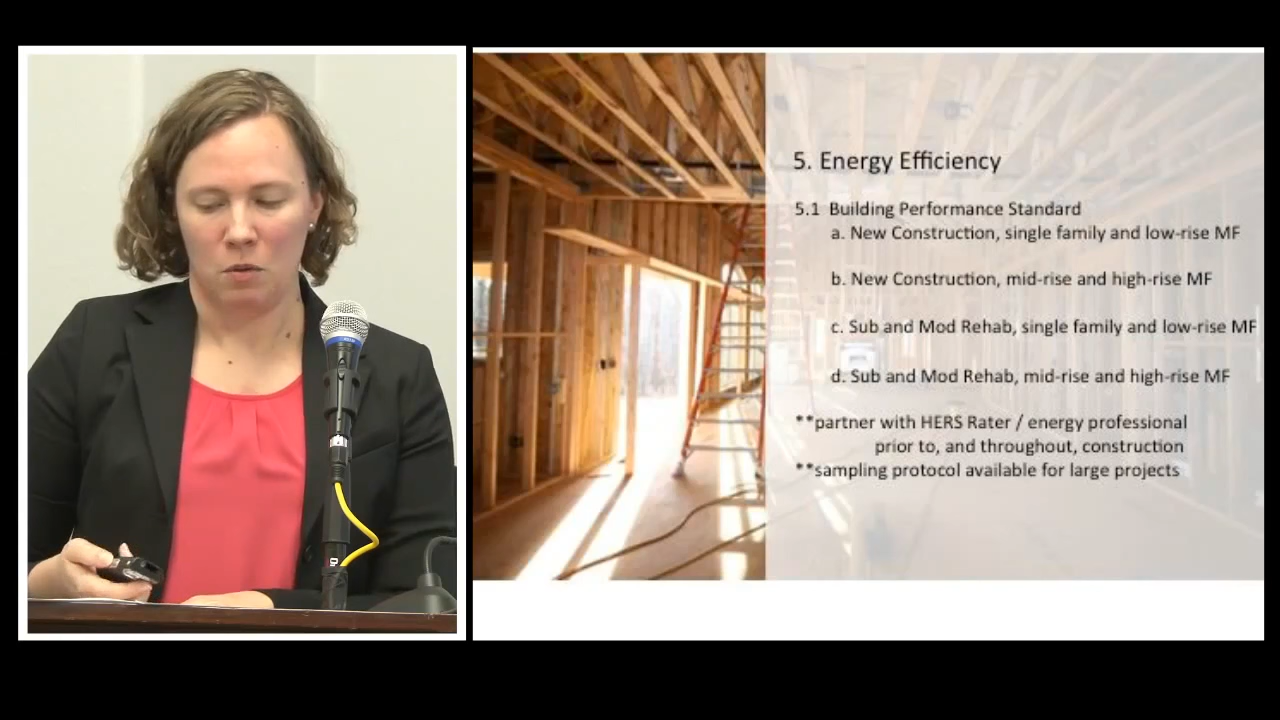 5. Energy Efficiency
5.1 Building Performance Standard
a. New Construction, single family and low-rise MF
b. New Construction, mid-rise and high-rise MF
c. Sub and Mod Rehab, single family and low-rise MF
d. Sub and Mod Rehab, mid-rise and high-rise MF
**partner with HERS Rater / energy professional
prior to, and throughout, construction
**sampling protocol available for large projects